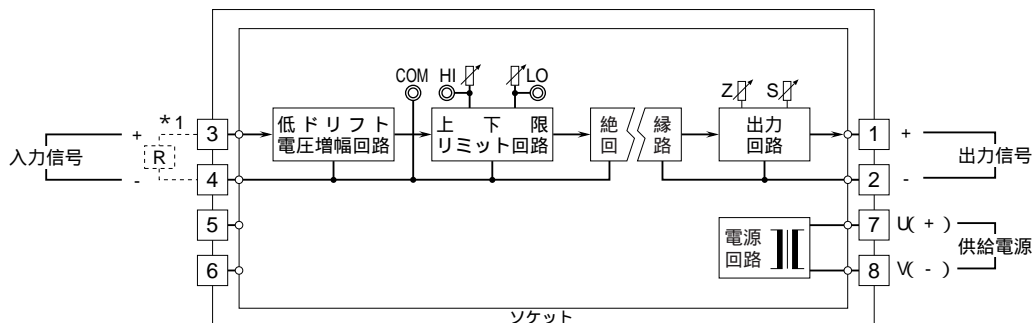 COM HI LO
Z S
*1
3
低ドリフト
電圧増幅回路
上下限
リミット回路
絶縁
回路
出力
回路
1 +
入力信号
+
R
-
4
2 -
出力信号
5
6
電源
回路
7 U( + )
8 V( - )
供給電源
ソケット